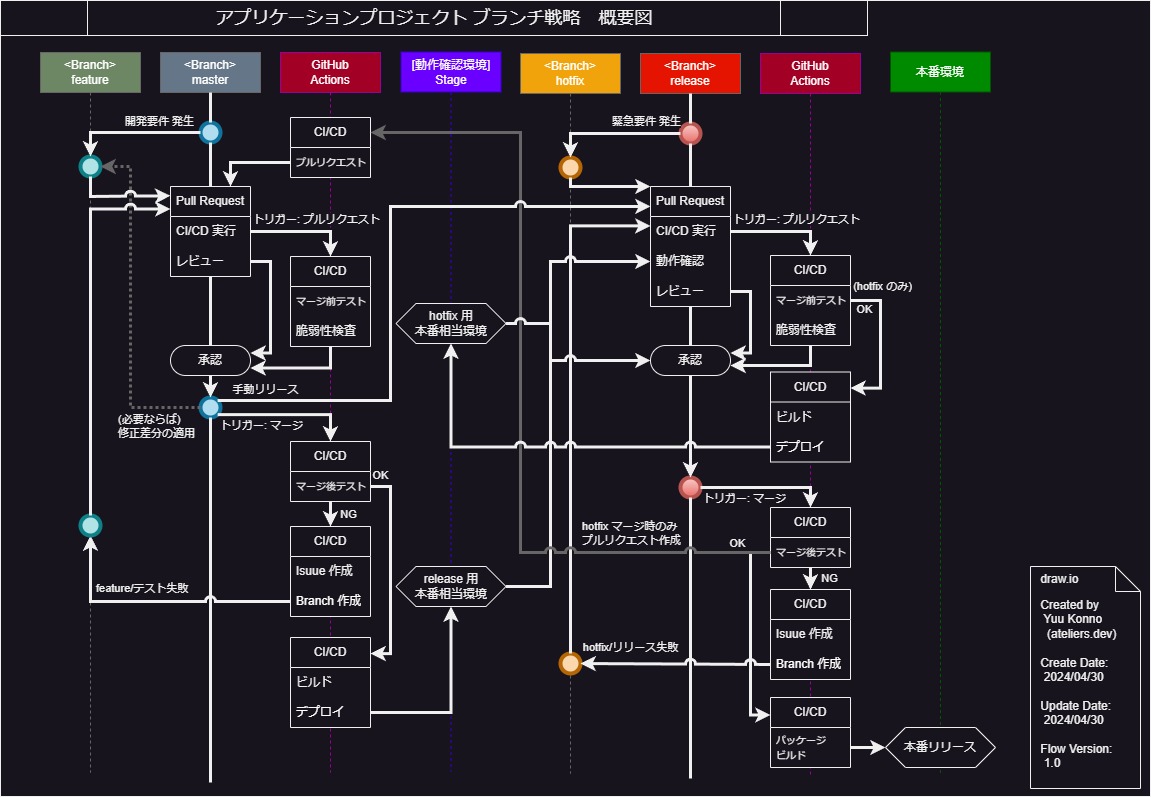 アプリケーションプロジェクト ブランチ戦略　概要図
<Branch>
feature
<Branch>
master
GitHub
Actions
[動作確認環境]
Stage
<Branch>
hotfix
<Branch>
release
GitHub
Actions
本番環境
開発要件 発生
CI/CD
プルリクエスト
緊急要件 発生
Pull Request
CI/CD 実行
レビュー
トリガー: プルリクエスト
CI/CD
マージ前テスト
脆弱性検査
承認
手動リリース
(必要ならば)
修正差分の適用
トリガー: マージ
CI/CD
マージ後テスト
OK
NG
CI/CD
Isuue 作成
Branch 作成
feature/テスト失敗
CI/CD
ビルド
デプロイ
hotfix 用
本番相当環境
release 用
本番相当環境
Pull Request
CI/CD 実行
動作確認
レビュー
トリガー: プルリクエスト
CI/CD
マージ前テスト
脆弱性検査
(hotfix のみ)
OK
承認
CI/CD
ビルド
デプロイ
トリガー: マージ
hotfix マージ時のみ
プルリクエスト作成
OK
CI/CD
マージ後テスト
NG
CI/CD
Isuue 作成
Branch 作成
hotfix/リリース失敗
CI/CD
パッケージ
ビルド
本番リリース
draw.io
Created by
Yuu Konno
(ateliers.dev)
Create Date:
2024/04/30
Update Date:
2024/04/30
Flow Version:
1.0